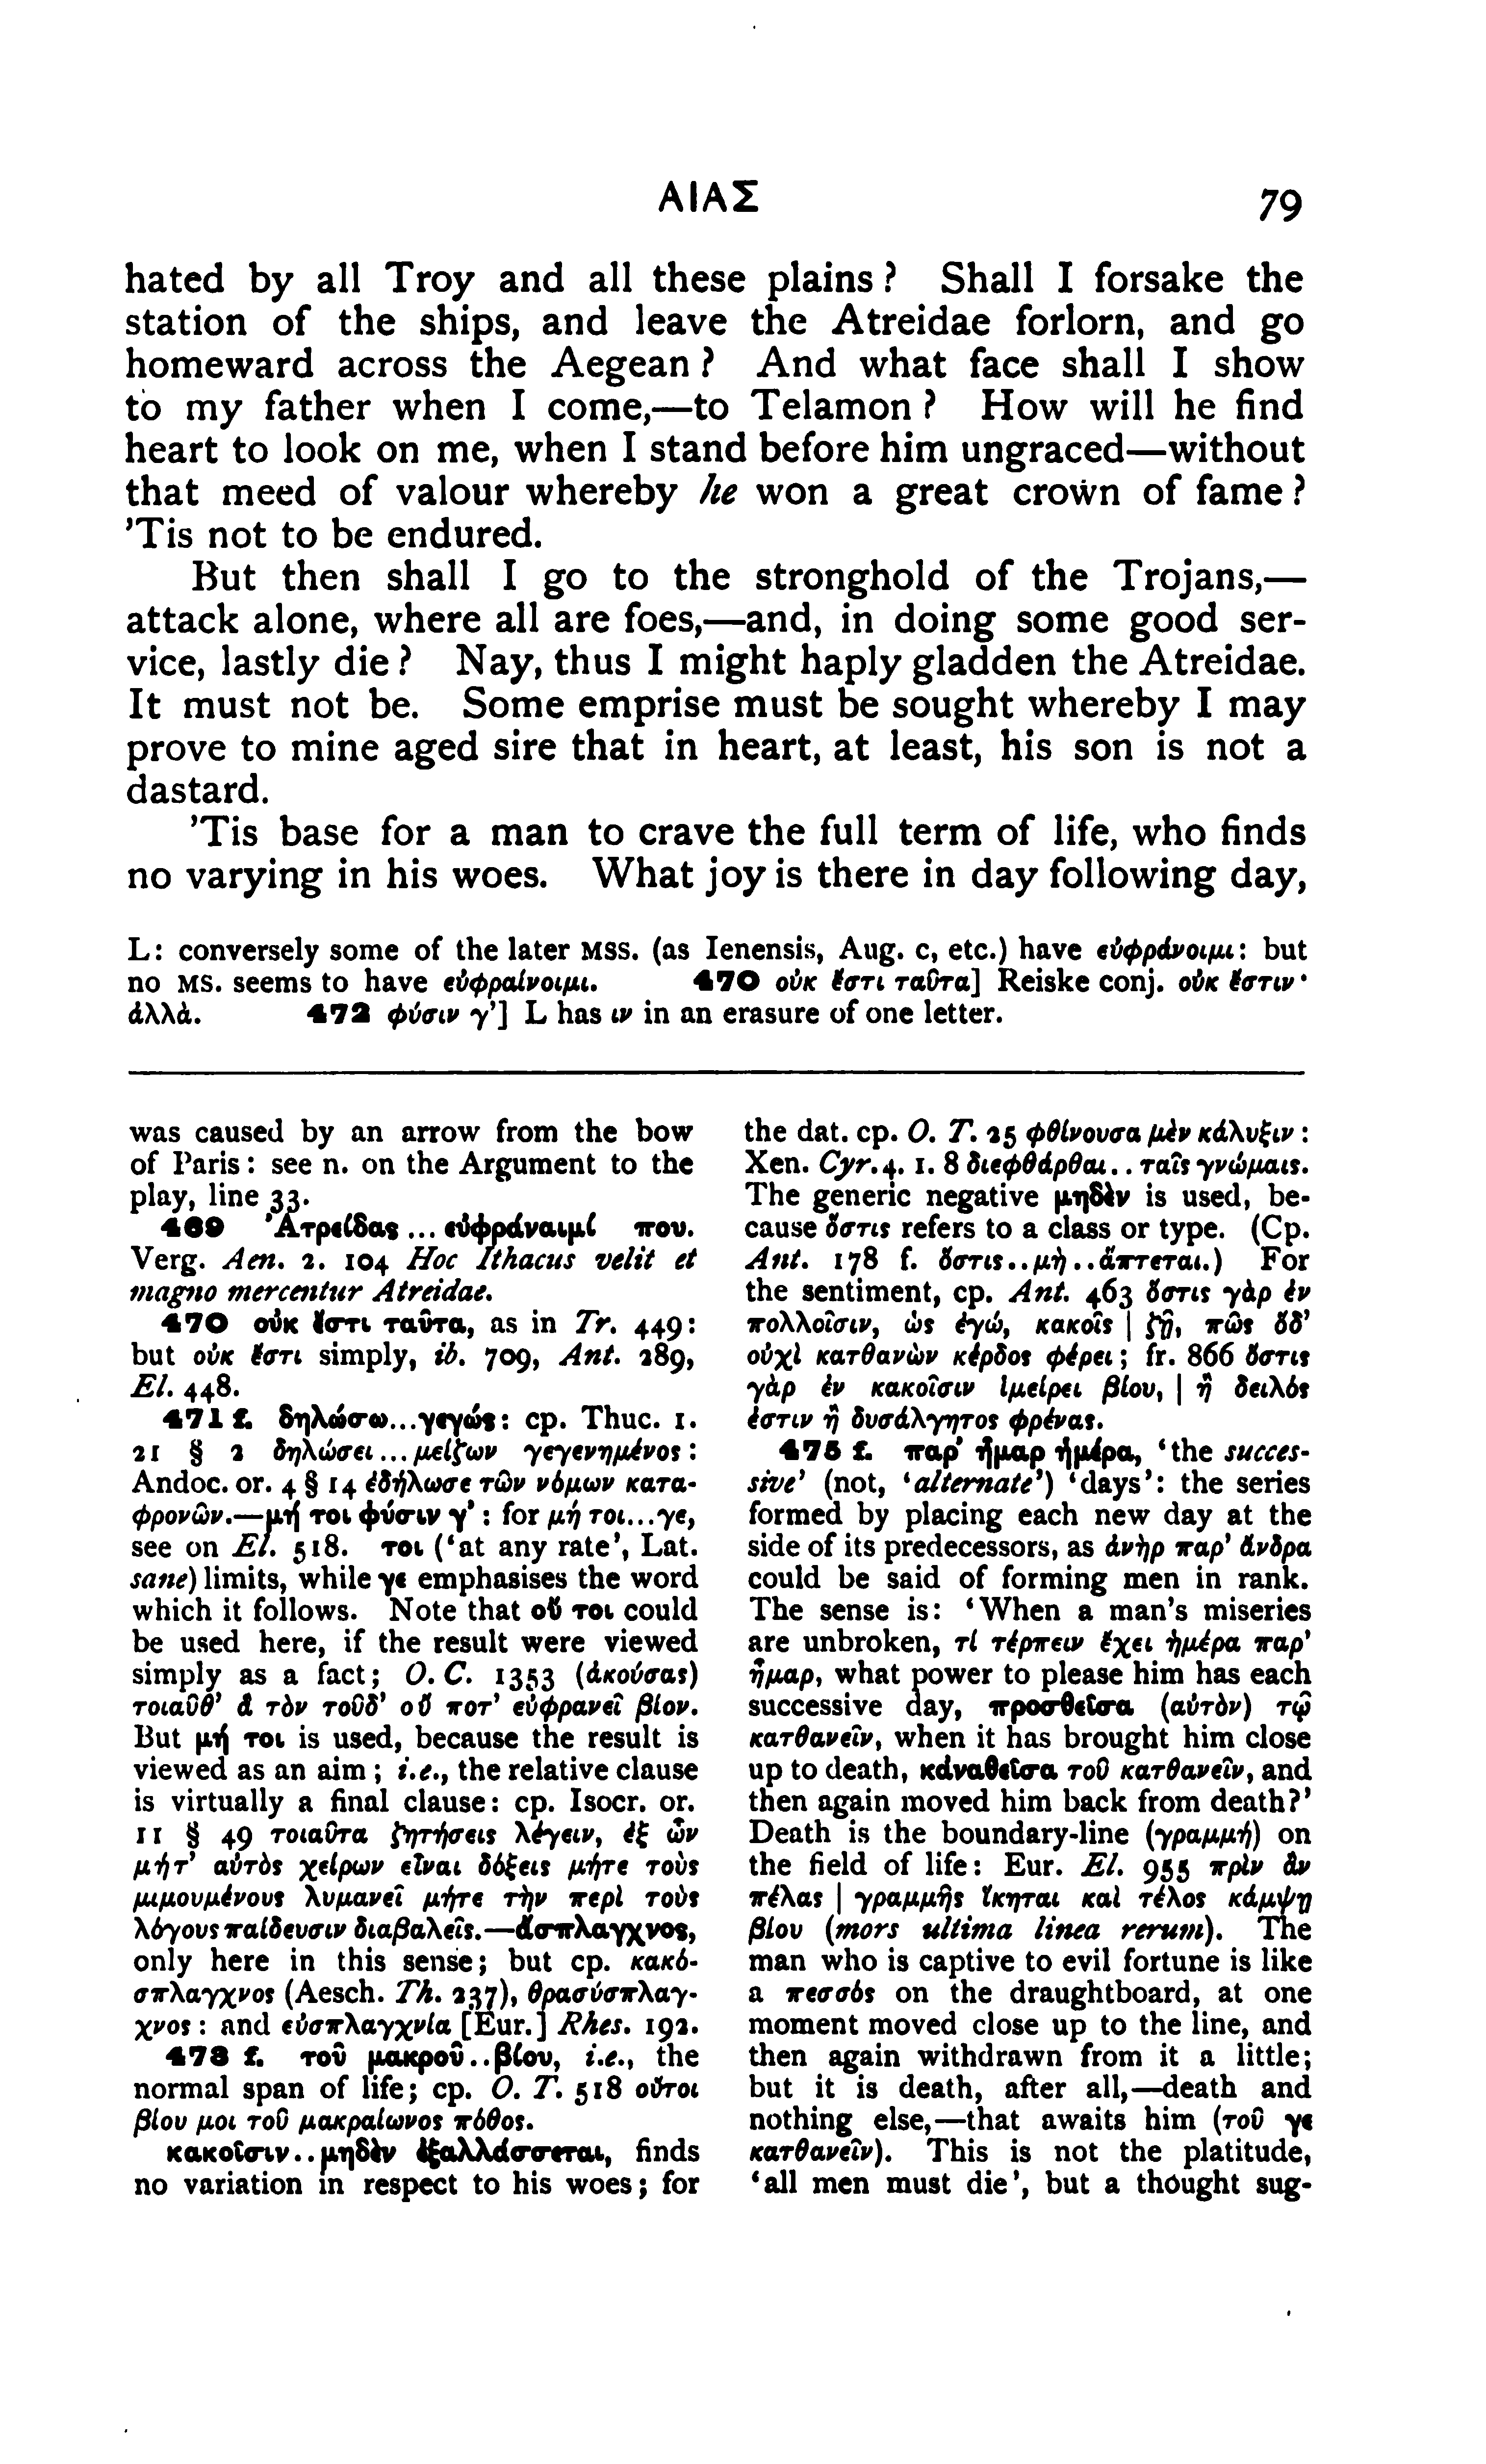 ΑΙΑΣ 79
hated by all Troy and all these plains? Shall I forsake the
station of the ships, and leave the Atreidae forlorn, and go
homeward across the Aegean? And what face shall I show
to my father when I come,—to Telamon? How will he find
heart to look on me, when I stand before him ungraced—without
that meed of valour whereby he won a great crown of fame?
'Tis not to be endured.
But then shall I go to the stronghold of the Trojans,—
attack alone, where all are foes,—and, in doing some good ser-
vice, lastly die? Nay, thus I might haply gladden the Atreidae.
It must not be. Some emprise must be sought whereby I may
prove to mine aged sire that in heart, at least, his son is not a
dastard.
'Tis base for a man to crave the full term of life, who finds
no varying in his woes. What joy is there in day following day,
L: conversely some of the later MSS. (as Ienensis, Aug. c, etc.) have εὐφράνοιμι: but
no MS. seems to have εὐφραίνοιμι. 470 οὐκ ἔστι ταῦτα] Reiske conj. οὐκ ἔστιν·
ἀλλὰ. 472 φύσιν γ'] L has ιν in an erasure of one letter.
was caused by an arrow from the bow
of Paris: see n. on the Argument to the
play, line 33.
469 Ἀτρείδας ... εὐφράναιμί που.
Verg. Aen. 2. 104 Hoc Ithacus velit et
magno mercentur Atreidae.
470 οὐκ ἔστι ταῦτα, as in Tr. 449:
but οὐκ ἔστι simply, ib. 709, Ant. 289,
El. 448.
471 f. δηλώσω...γεγώς: cp. Thuc. 1.
21 § 2 δηλώσει ... μείζων γεγενημένος:
Andoc. or. 4 § 14 ἐδήλωσε τῶν νόμων κατα-
φρονῶν.—μή τοι φύσιν γ': for μή τοι...γε,
see on El. 518. τοι ('at any rate', Lat.
sane) limits, while γε emphasises the word
which it follows. Note that οὔ τοι could
be used here, if the result were viewed
simply as a fact; O. C. 1353 (ἀκούσας)
τοιαῦθ' ἃ τὸν τοῦδ' οὔ ποτ' εὐφρανεῖ βίον.
But μή τοι is used, because the result is
viewed as an aim; i.e., the relative clause
is virtually a final clause: cp. Isocr. or.
11 § 49 τοιαῦτα ζητήσεις λέγειν, ἐξ ὧν
μήτ' αὐτὸς χείρων εἶναι δόξεις μήτε τοὺς
μιμουμένους λυμανεῖ μήτε τὴν περὶ τοὺς
λόγους παίδευσιν διαβαλεῖς.—ἄσπλαγχνος,
only here in this sense; but cp. κακό-
σπλαγχνος (Aesch. Th. 237), θρασύσπλαγ-
χνος: and εὐσπλαγχνία [Eur.] Rhes. 192.
473 f. τοῦ μακροῦ..βίου, i.e., the
normal span of life; cp. O. T. 518 οὔτοι
βίου μοι τοῦ μακραίωνος πόθος.
κακοῖσιν..μηδὲν ἐξαλλάσσεται, finds
no variation in respect to his woes; for
the dat. cp. O. T. 25 φθίνουσα μὲν κάλυξιν:
Xen. Cyr. 4. 1. 8 διεφθάρθαι.. ταῖς γνώμαις.
The generic negative μηδὲν is used, be-
cause ὅστις refers to a class or type. (Cp.
Ant. 178 f. ὅστις..μὴ..ἅπτεται.) For
the sentiment, cp. Ant. 463 ὅστις γὰρ ἐν
πολλοῖσιν, ὡς ἐγώ, κακοῖς | ζῇ, πῶς ὅδ'
οὐχὶ κατθανὼν κέρδος φέρει; fr. 866 ὅστις
γὰρ ἐν κακοῖσιν ἱμείρει βίου, | ἢ δειλός
ἐστιν ἢ δυσάλγητος φρένας.
475 f. παρ' ἦμαρ ἡμέρα, 'the succes-
sive' (not, 'alternate') 'days': the series
formed by placing each new day at the
side of its predecessors, as ἀνὴρ παρ' ἄνδρα
could be said of forming men in rank.
The sense is: 'When a man's miseries
are unbroken, τί τέρπειν ἔχει ἡμέρα παρ'
ἦμαρ, what power to please him has each
successive day, προσθεῖσα (αὐτὸν) τῷ
κατθανεῖν, when it has brought him close
up to death, κἀναθεῖσα τοῦ κατθανεῖν, and
then again moved him back from death?'
Death is the boundary-line (γραμμή) on
the field of life: Eur. El. 955 πρὶν ἂν
πέλας | γραμμῆς ἵκηται καὶ τέλος κάμψῃ
βίου (mors ultima linea rerum). The
man who is captive to evil fortune is like
a πεσσός on the draughtboard, at one
moment moved close up to the line, and
then again withdrawn from it a little;
but it is death, after all,—death and
nothing else,—that awaits him (τοῦ γε
κατθανεῖν). This is not the platitude,
'all men must die', but a thought sug-